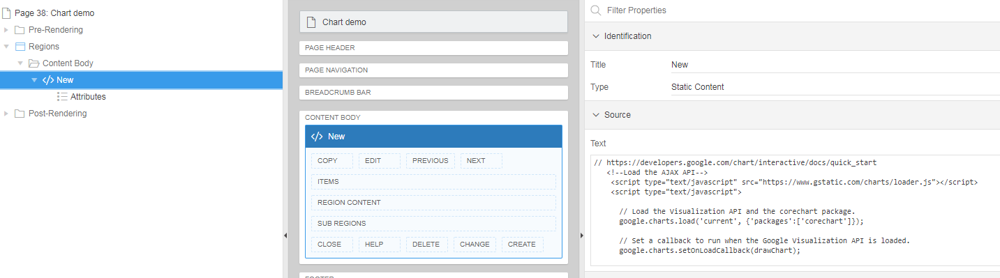 Page 38: Chart demo
Pre-Rendering
Regions
Content Body
</> New
Attributes
Post-Rendering
Chart demo
PAGE HEADER
PAGE NAVIGATION
BREADCRUMB BAR
CONTENT BODY
</> New
COPY EDIT PREVIOUS NEXT
ITEMS
REGION CONTENT
SUB REGIONS
CLOSE HELP DELETE CHANGE CREATE
FOOTER
Filter Properties
Identification
Title New
Type Static Content
Source
Text
// https://developers.google.com/chart/interactive/docs/quick_start
<!--Load the AJAX API-->
<script type="text/javascript" src="https://www.gstatic.com/charts/loader.js"></script>
<script type="text/javascript">
// Load the Visualization API and the corechart package.
google.charts.load('current', {'packages':['corechart']});
// Set a callback to run when the Google Visualization API is loaded.
google.charts.setOnLoadCallback(drawChart);